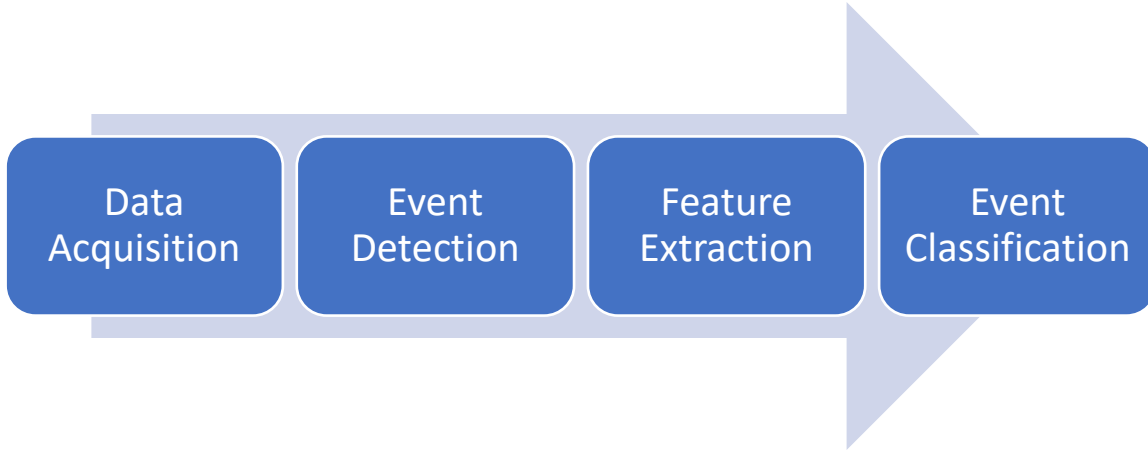 Data
Acquisition
Event
Detection
Feature
Extraction
Event
Classification